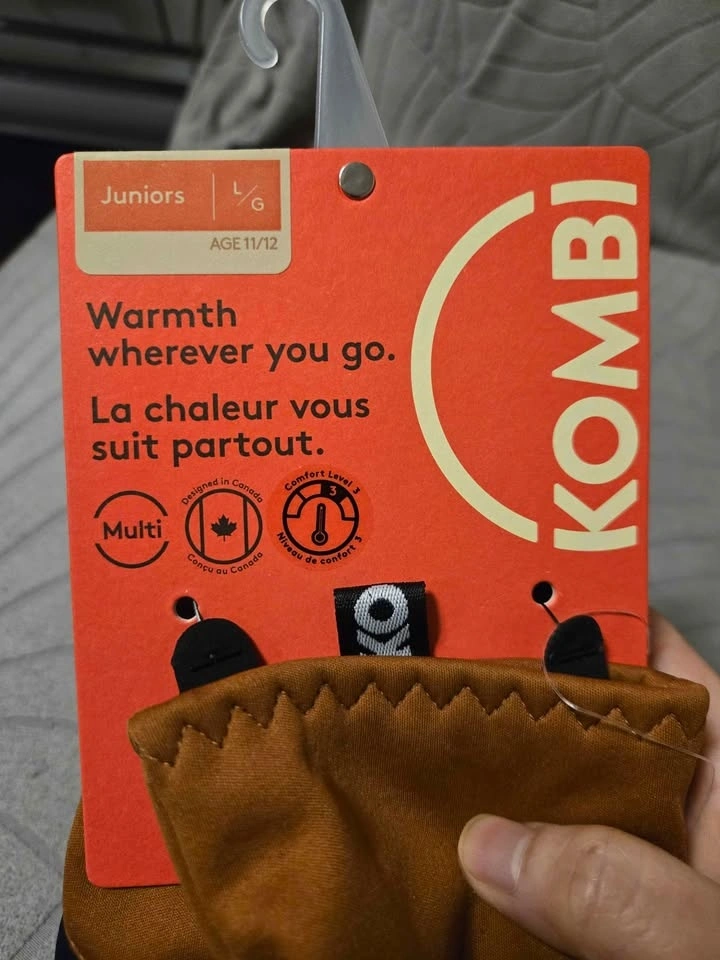 Juniors
L/G
AGE 11/12
KOMBI
Warmth
wherever you go.
La chaleur vous
suit partout.
Multi
Designed in Canada
Conçu au Canada
Comfort Level 3
3
Niveau de confort 3
KO